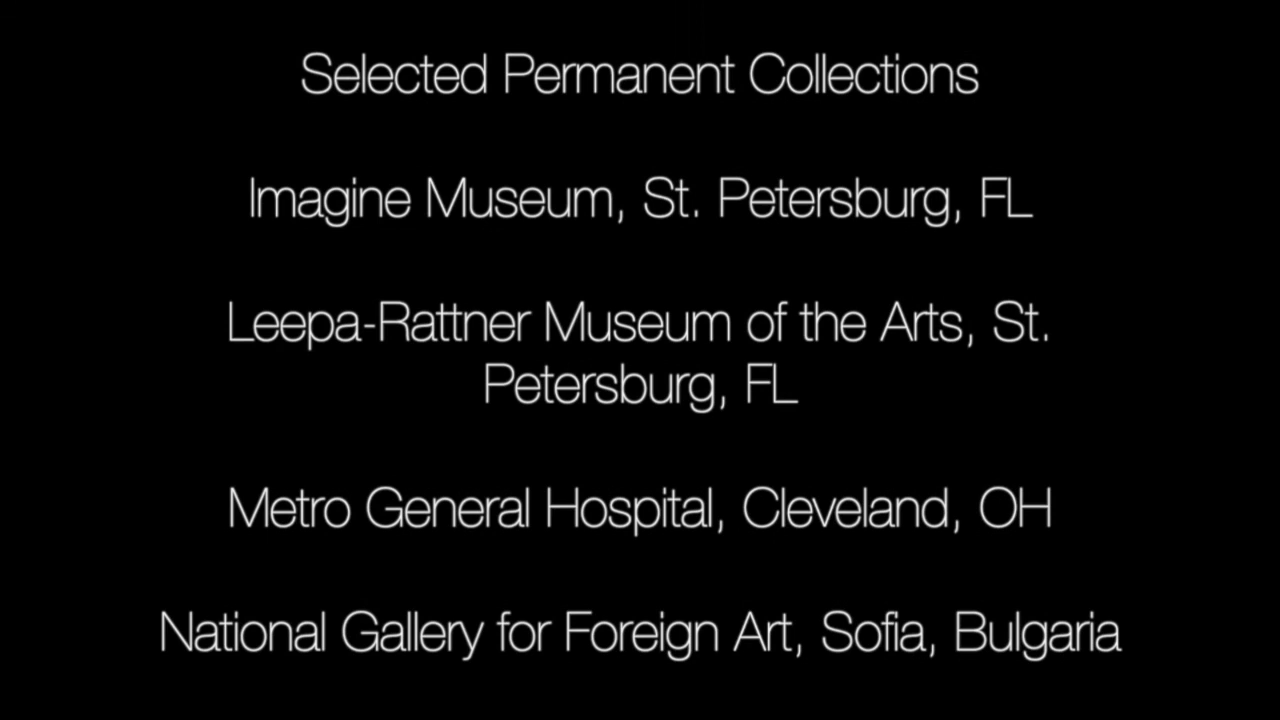 Selected Permanent Collections
Imagine Museum, St. Petersburg, FL
Leepa-Rattner Museum of the Arts, St.
Petersburg, FL
Metro General Hospital, Cleveland, OH
National Gallery for Foreign Art, Sofia, Bulgaria